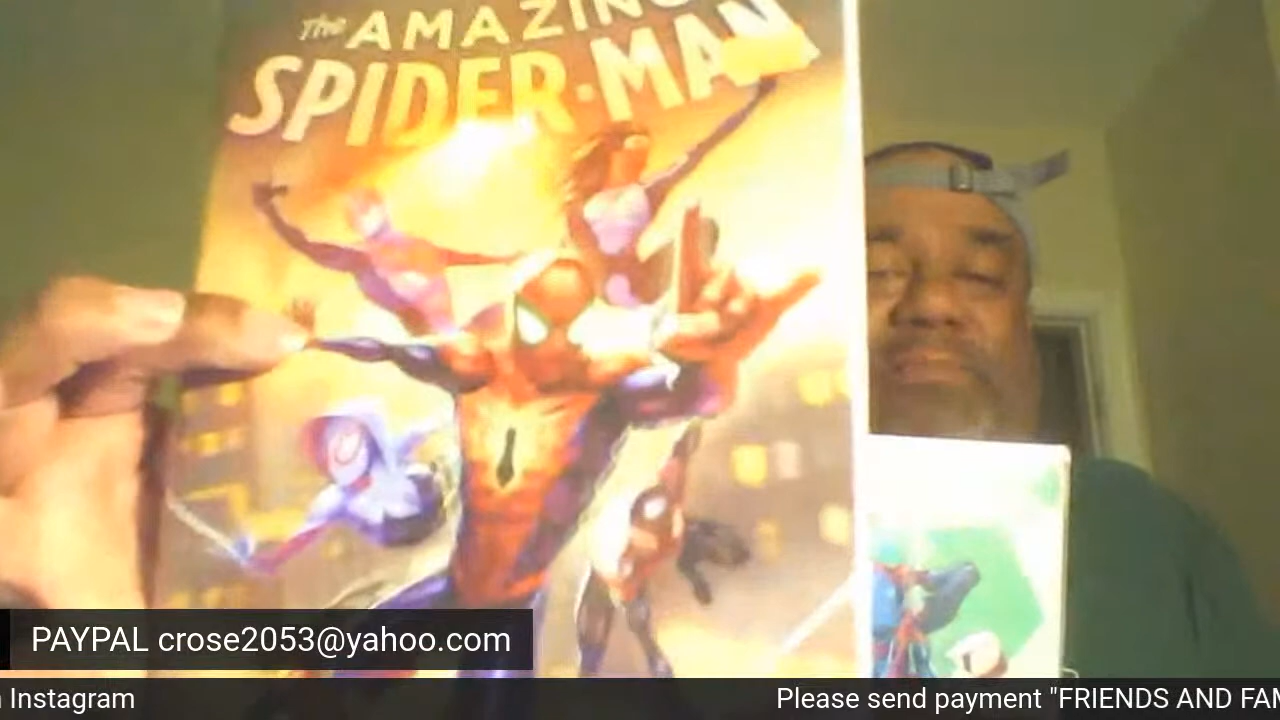 The AMAZING
SPIDER-MAN
PAYPAL crose2053@yahoo.com
Instagram
Please send payment "FRIENDS AND FAM